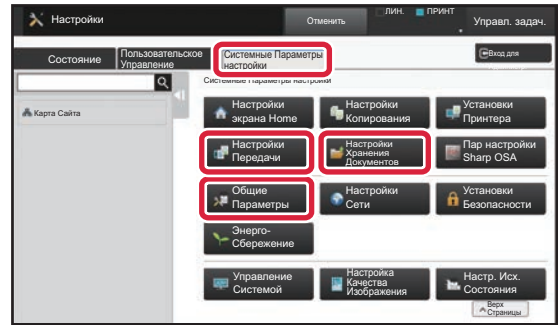 Настройки
Отменить
ЛИН.
ПРИНТ
Управл. задач.
Состояние
Пользовательское
Управление
Системные Параметры
настройки
Вход для
Системные Параметры настройки
Карта Сайта
Настройки
экрана Home
Настройки
Копирования
Установки
Принтера
Настройки
Передачи
Настройки
Хранения
Документов
Пар настройки
Sharp OSA
Общие
Параметры
Настройки
Сети
Установки
Безопасности
Энерго-
Сбережение
Управление
Системой
Настройка
Качества
Изображения
Настр. Исх.
Состояния
Верх
Страницы